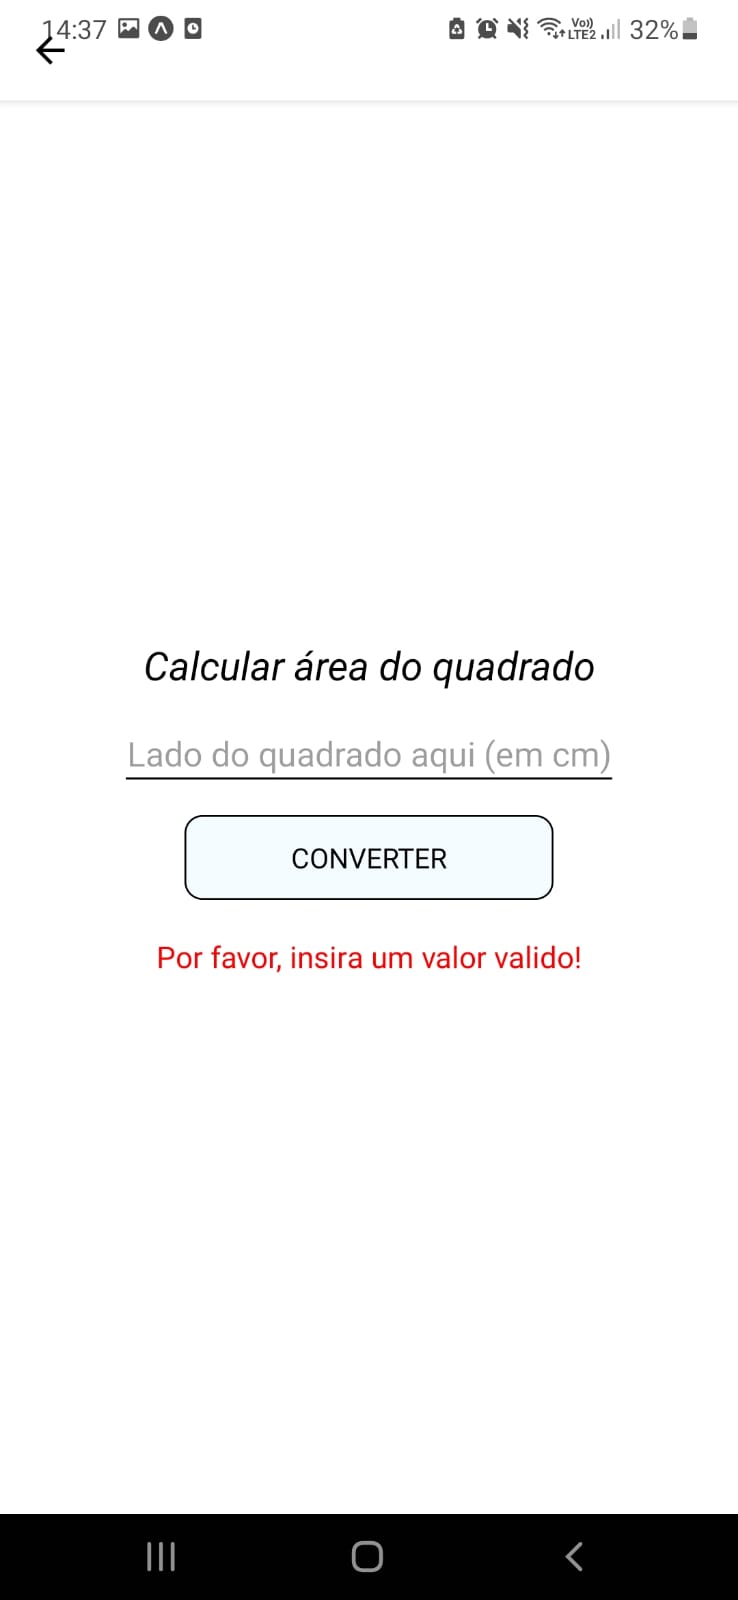 14:37 Vo)) LTE2 32%
Calcular área do quadrado
Lado do quadrado aqui (em cm)
CONVERTER
Por favor, insira um valor valido!